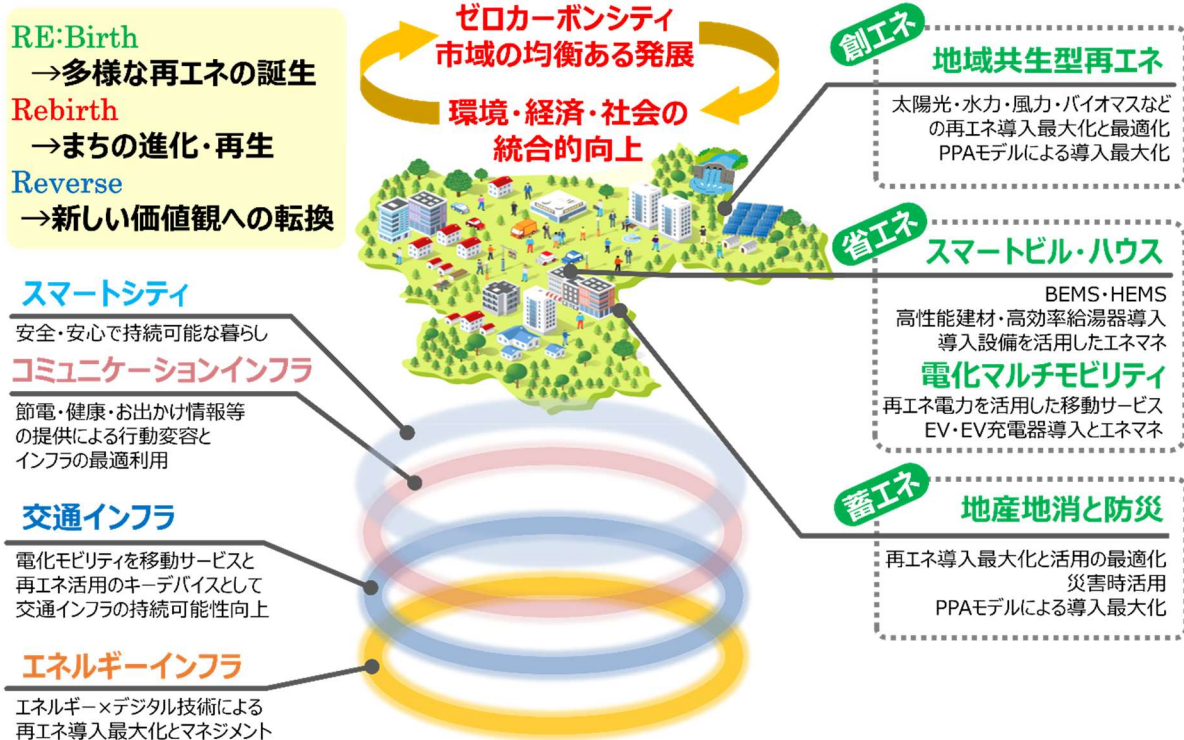 RE:Birth
→多様な再エネの誕生
Rebirth
→まちの進化・再生
Reverse
→新しい価値観への転換
ゼロカーボンシティ
市域の均衡ある発展
環境・経済・社会の
統合的向上
創エネ
地域共生型再エネ
太陽光・水力・風力・バイオマスなど
の再エネ導入最大化と最適化
PPAモデルによる導入最大化
省エネ
スマートビル・ハウス
BEMS・HEMS
高性能建材・高効率給湯器導入
導入設備を活用したエネマネ
電化マルチモビリティ
再エネ電力を活用した移動サービス
EV・EV充電器導入とエネマネ
蓄エネ
地産地消と防災
再エネ導入最大化と活用の最適化
災害時活用
PPAモデルによる導入最大化
スマートシティ
安全・安心で持続可能な暮らし
コミュニケーションインフラ
節電・健康・お出かけ情報等
の提供による行動変容と
インフラの最適利用
交通インフラ
電化モビリティを移動サービスと
再エネ活用のキーデバイスとして
交通インフラの持続可能性向上
エネルギーインフラ
エネルギー×デジタル技術による
再エネ導入最大化とマネジメント